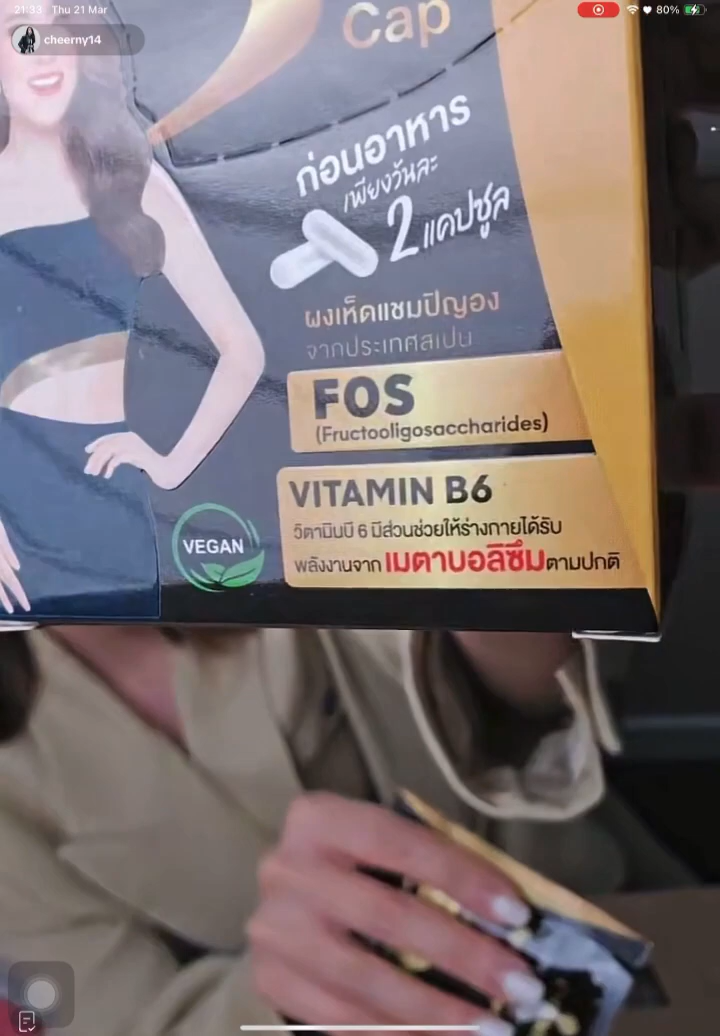 21:33 Thu 21 Mar
80%
cheerny14
Cap
ก่อนอาหาร
เพียงวันละ
2 แคปซูล
ผงเห็ดแชมปิญอง
จากประเทศสเปน
FOS
(Fructooligosaccharides)
VITAMIN B6
VEGAN
วิตามินบี 6 มีส่วนช่วยให้ร่างกายได้รับ
พลังงานจาก เมตาบอลิซึมตามปกติ